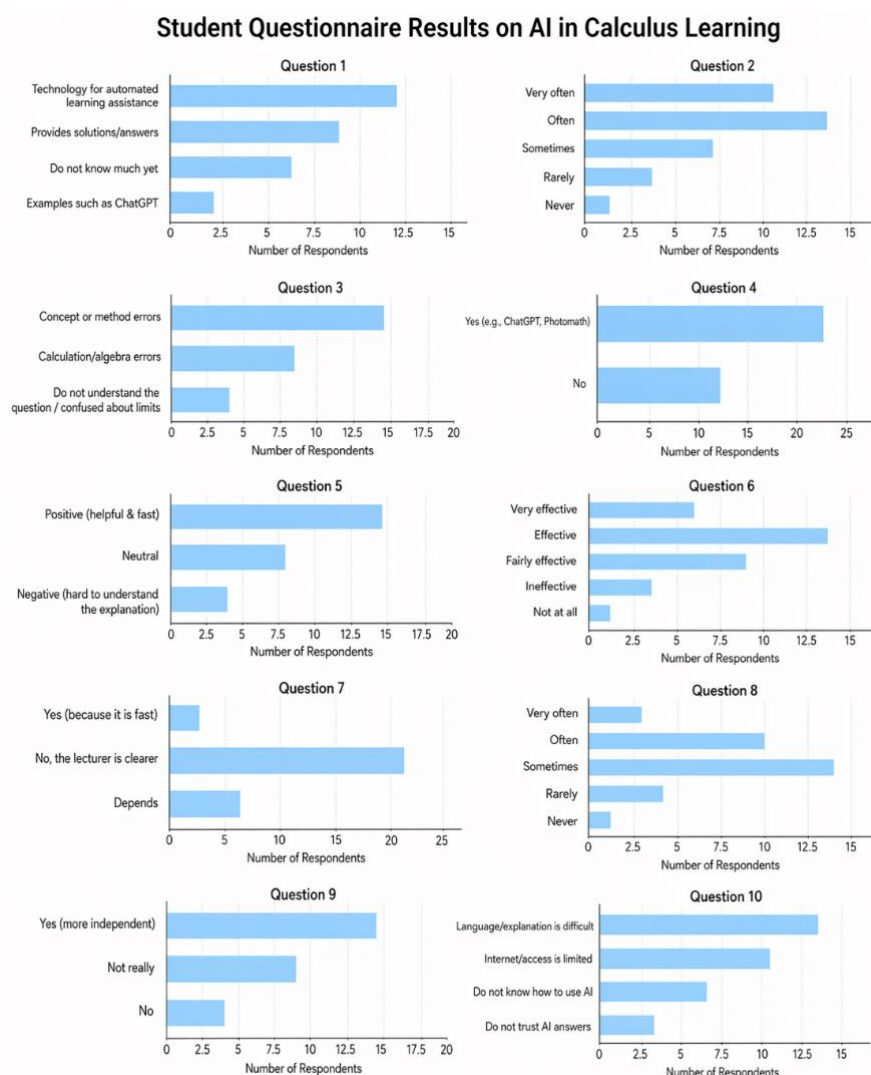 Student Questionnaire Results on AI in Calculus Learning
Question 1
Technology for automated
learning assistance
Provides solutions/answers
Do not know much yet
Examples such as ChatGPT
0 2.5 5 7.5 10 12.5 15
Number of Respondents
Question 2
Very often
Often
Sometimes
Rarely
Never
0 2.5 5 7.5 10 12.5 15
Number of Respondents
Question 3
Concept or method errors
Calculation/algebra errors
Do not understand the
question / confused about limits
0 2.5 5 7.5 10 12.5 15 17.5 20
Number of Respondents
Question 4
Yes (e.g., ChatGPT, Photomath)
No
0 5 10 15 20 25
Number of Respondents
Question 5
Positive (helpful & fast)
Neutral
Negative (hard to understand
the explanation)
0 2.5 5 7.5 10 12.5 15 17.5 20
Number of Respondents
Question 6
Very effective
Effective
Fairly effective
Ineffective
Not at all
0 2.5 5 7.5 10 12.5 15
Number of Respondents
Question 7
Yes (because it is fast)
No, the lecturer is clearer
Depends
0 5 10 15 20 25
Number of Respondents
Question 8
Very often
Often
Sometimes
Rarely
Never
0 2.5 5 7.5 10 12.5 15
Number of Respondents
Question 9
Yes (more independent)
Not really
No
0 2.5 5 7.5 10 12.5 15 17.5 20
Number of Respondents
Question 10
Language/explanation is difficult
Internet/access is limited
Do not know how to use AI
Do not trust AI answers
0 2.5 5 7.5 10 12.5 15
Number of Respondents